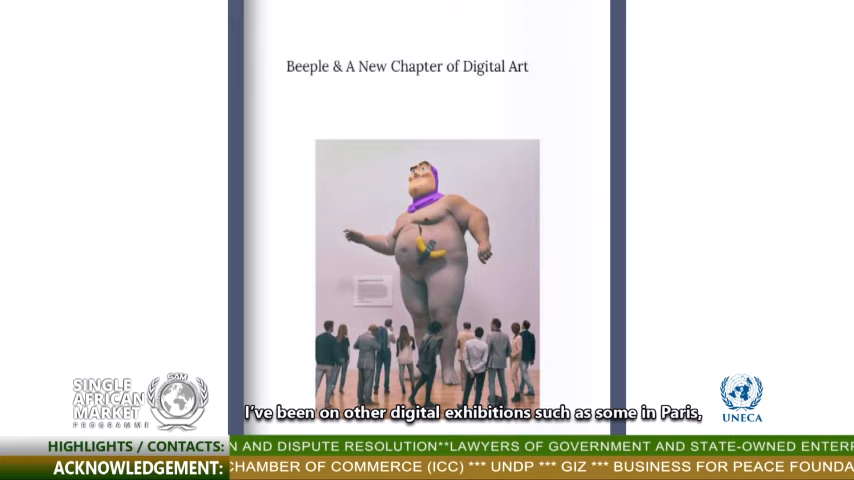 Beeple & A New Chapter of Digital Art
I've been on other digital exhibitions such as some in Paris,
SINGLE
AFRICAN
MARKET
PROGRAMME
SAM
UNECA
HIGHLIGHTS / CONTACTS:
N AND DISPUTE RESOLUTION**LAWYERS OF GOVERNMENT AND STATE-OWNED ENTERP
ACKNOWLEDGEMENT:
CHAMBER OF COMMERCE (ICC) *** UNDP *** GIZ *** BUSINESS FOR PEACE FOUNDA